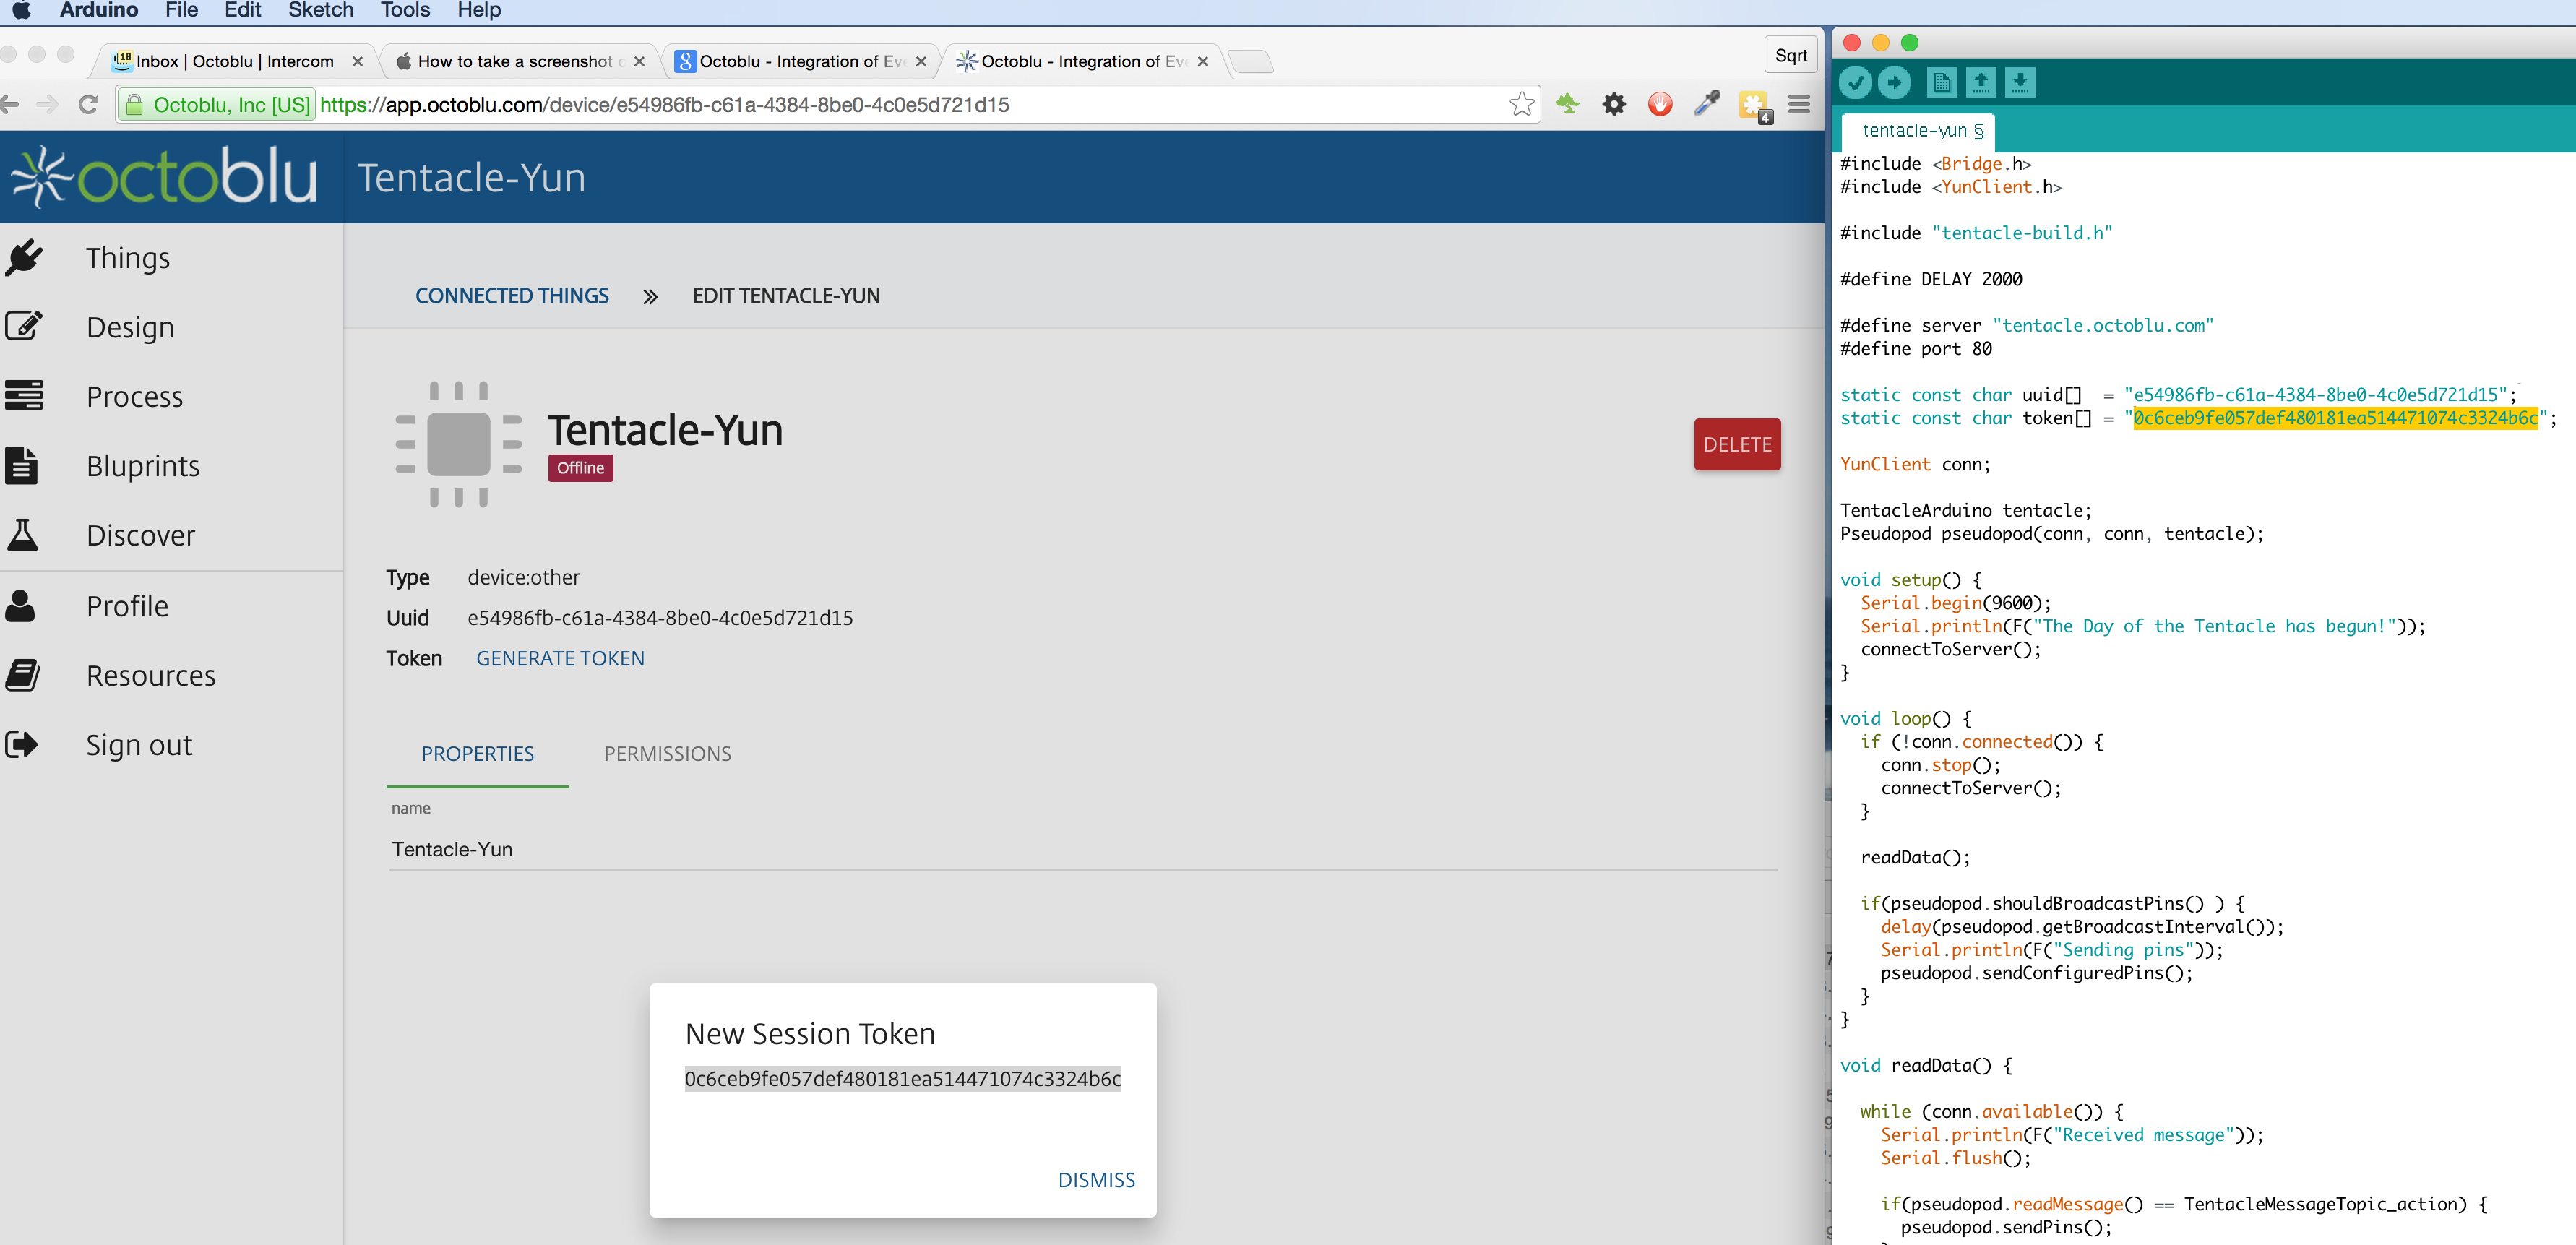 Arduino File Edit Sketch Tools Help
Inbox | Octoblu | Intercom
How to take a screenshot
Octoblu - Integration of Eve
Octoblu - Integration of Eve
Sqrt
Octoblu, Inc [US] https://app.octoblu.com/device/e54986fb-c61a-4384-8be0-4c0e5d721d15
4
octoblu
Tentacle-Yun
Things
Design
Process
Bluprints
Discover
Profile
Resources
Sign out
CONNECTED THINGS » EDIT TENTACLE-YUN
Tentacle-Yun
Offline
DELETE
Type device:other
Uuid e54986fb-c61a-4384-8be0-4c0e5d721d15
Token GENERATE TOKEN
PROPERTIES PERMISSIONS
name
Tentacle-Yun
New Session Token
0c6ceb9fe057def480181ea514471074c3324b6c
DISMISS
tentacle-yun §
#include <Bridge.h>
#include <YunClient.h>
#include "tentacle-build.h"
#define DELAY 2000
#define server "tentacle.octoblu.com"
#define port 80
static const char uuid[]  = "e54986fb-c61a-4384-8be0-4c0e5d721d15";
static const char token[] = "0c6ceb9fe057def480181ea514471074c3324b6c";
YunClient conn;
TentacleArduino tentacle;
Pseudopod pseudopod(conn, conn, tentacle);
void setup() {
  Serial.begin(9600);
  Serial.println(F("The Day of the Tentacle has begun!"));
  connectToServer();
}
void loop() {
  if (!conn.connected()) {
    conn.stop();
    connectToServer();
  }
  readData();
  if(pseudopod.shouldBroadcastPins() ) {
    delay(pseudopod.getBroadcastInterval());
    Serial.println(F("Sending pins"));
    pseudopod.sendConfiguredPins();
  }
}
void readData() {
  while (conn.available()) {
    Serial.println(F("Received message"));
    Serial.flush();
    if(pseudopod.readMessage() == TentacleMessageTopic_action) {
      pseudopod.sendPins();